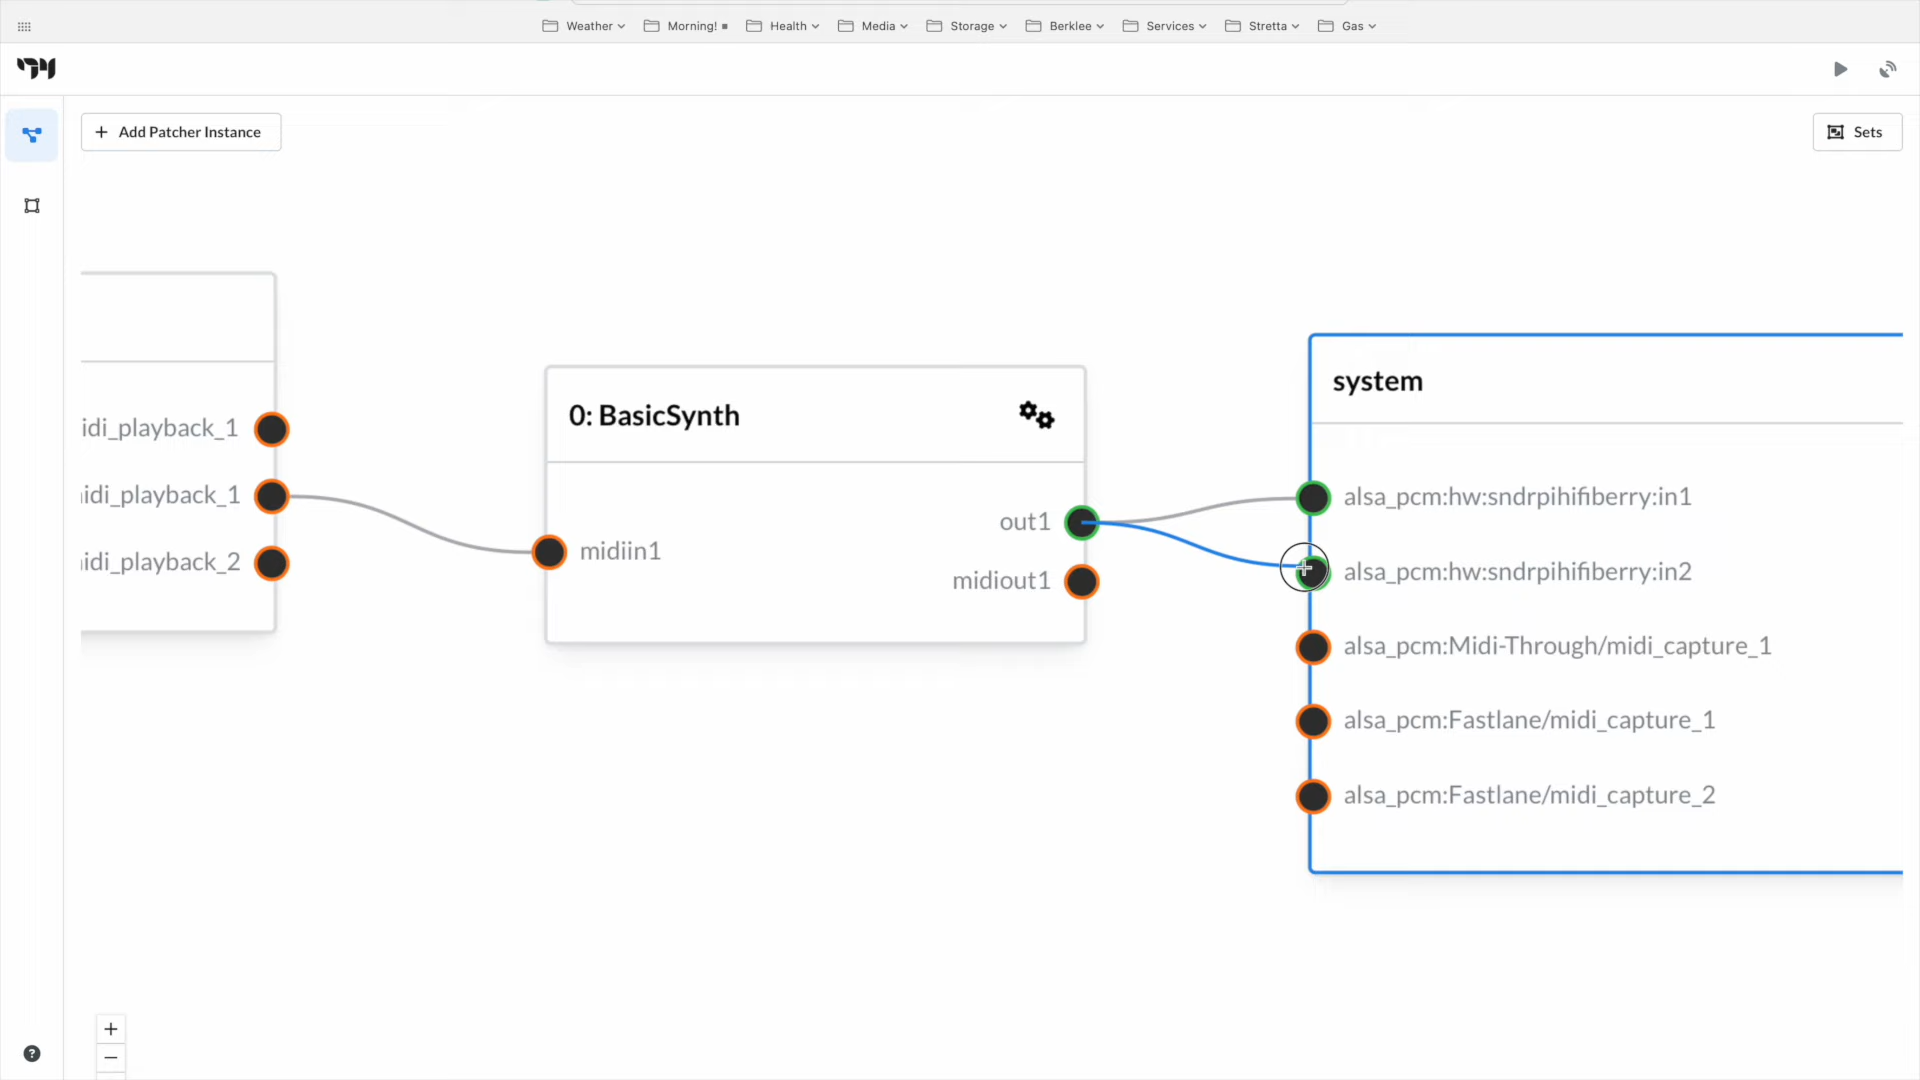 Weather Morning! Health Media Storage Berklee Services Stretta Gas
+ Add Patcher Instance
Sets
system
0: BasicSynth
idi_playback_1
idi_playback_1
idi_playback_2
midiin1
out1
midiout1
alsa_pcm:hw:sndrpihifiberry:in1
alsa_pcm:hw:sndrpihifiberry:in2
alsa_pcm:Midi-Through/midi_capture_1
alsa_pcm:Fastlane/midi_capture_1
alsa_pcm:Fastlane/midi_capture_2
+
−
?